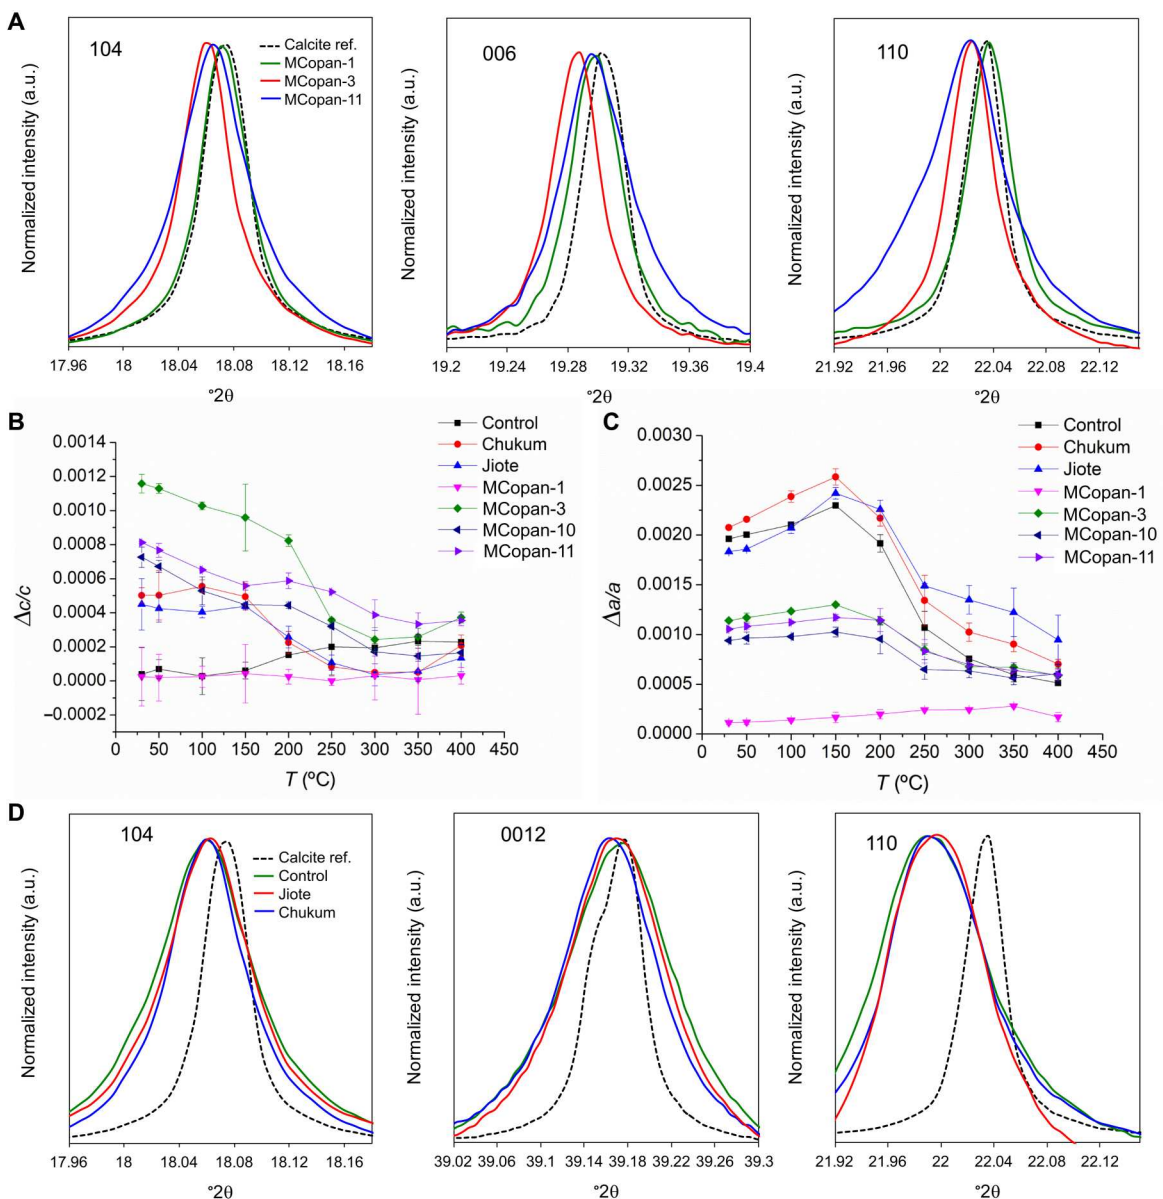 A
104
Calcite ref.
MCopan-1
MCopan-3
MCopan-11
Normalized intensity (a.u.)
17.96 18 18.04 18.08 18.12 18.16
°2θ
006
Normalized intensity (a.u.)
19.2 19.24 19.28 19.32 19.36 19.4
°2θ
110
Normalized intensity (a.u.)
21.92 21.96 22 22.04 22.08 22.12
°2θ
B
0.0014
0.0012
0.0010
0.0008
0.0006
0.0004
0.0002
0.0000
–0.0002
Δc/c
0 50 100 150 200 250 300 350 400 450
T (ºC)
Control
Chukum
Jiote
MCopan-1
MCopan-3
MCopan-10
MCopan-11
C
0.0030
0.0025
0.0020
0.0015
0.0010
0.0005
0.0000
Δa/a
0 50 100 150 200 250 300 350 400 450
T (ºC)
Control
Chukum
Jiote
MCopan-1
MCopan-3
MCopan-10
MCopan-11
D
104
Calcite ref.
Control
Jiote
Chukum
Normalized intensity (a.u.)
17.96 18 18.04 18.08 18.12 18.16
°2θ
0012
Normalized intensity (a.u.)
39.02 39.06 39.1 39.14 39.18 39.22 39.26 39.3
°2θ
110
Normalized intensity (a.u.)
21.92 21.96 22 22.04 22.08 22.12
°2θ